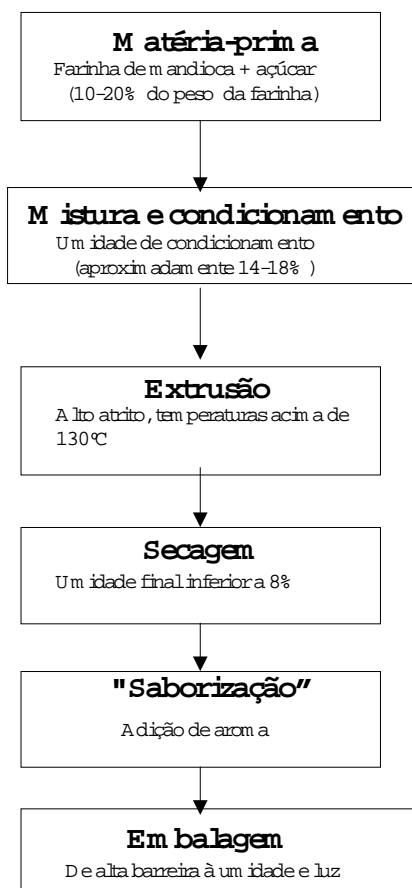 Matéria-prima
Farinha de mandioca + açúcar
(10-20% do peso da farinha)
Mistura e condicionamento
Umidade de condicionamento
(aproximadamente 14-18% )
Extrusão
Alto atrito, temperaturas acima de
130ºC
Secagem
Umidade final inferior a 8%
"Saborização”
Adição de aroma
Embalagem
De alta barreira à umidade e luz